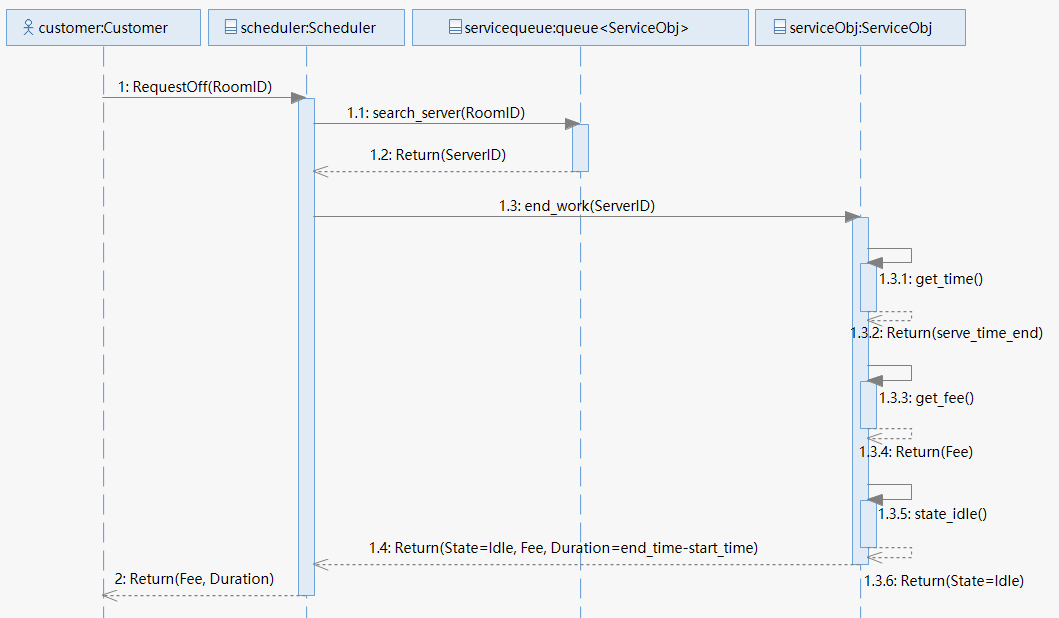 customer:Customer
scheduler:Scheduler
servicequeue:queue<ServiceObj>
serviceObj:ServiceObj
1: RequestOff(RoomID)
1.1: search_server(RoomID)
1.2: Return(ServerID)
1.3: end_work(ServerID)
1.3.1: get_time()
1.3.2: Return(serve_time_end)
1.3.3: get_fee()
1.3.4: Return(Fee)
1.3.5: state_idle()
1.4: Return(State=Idle, Fee, Duration=end_time-start_time)
2: Return(Fee, Duration)
1.3.6: Return(State=Idle)